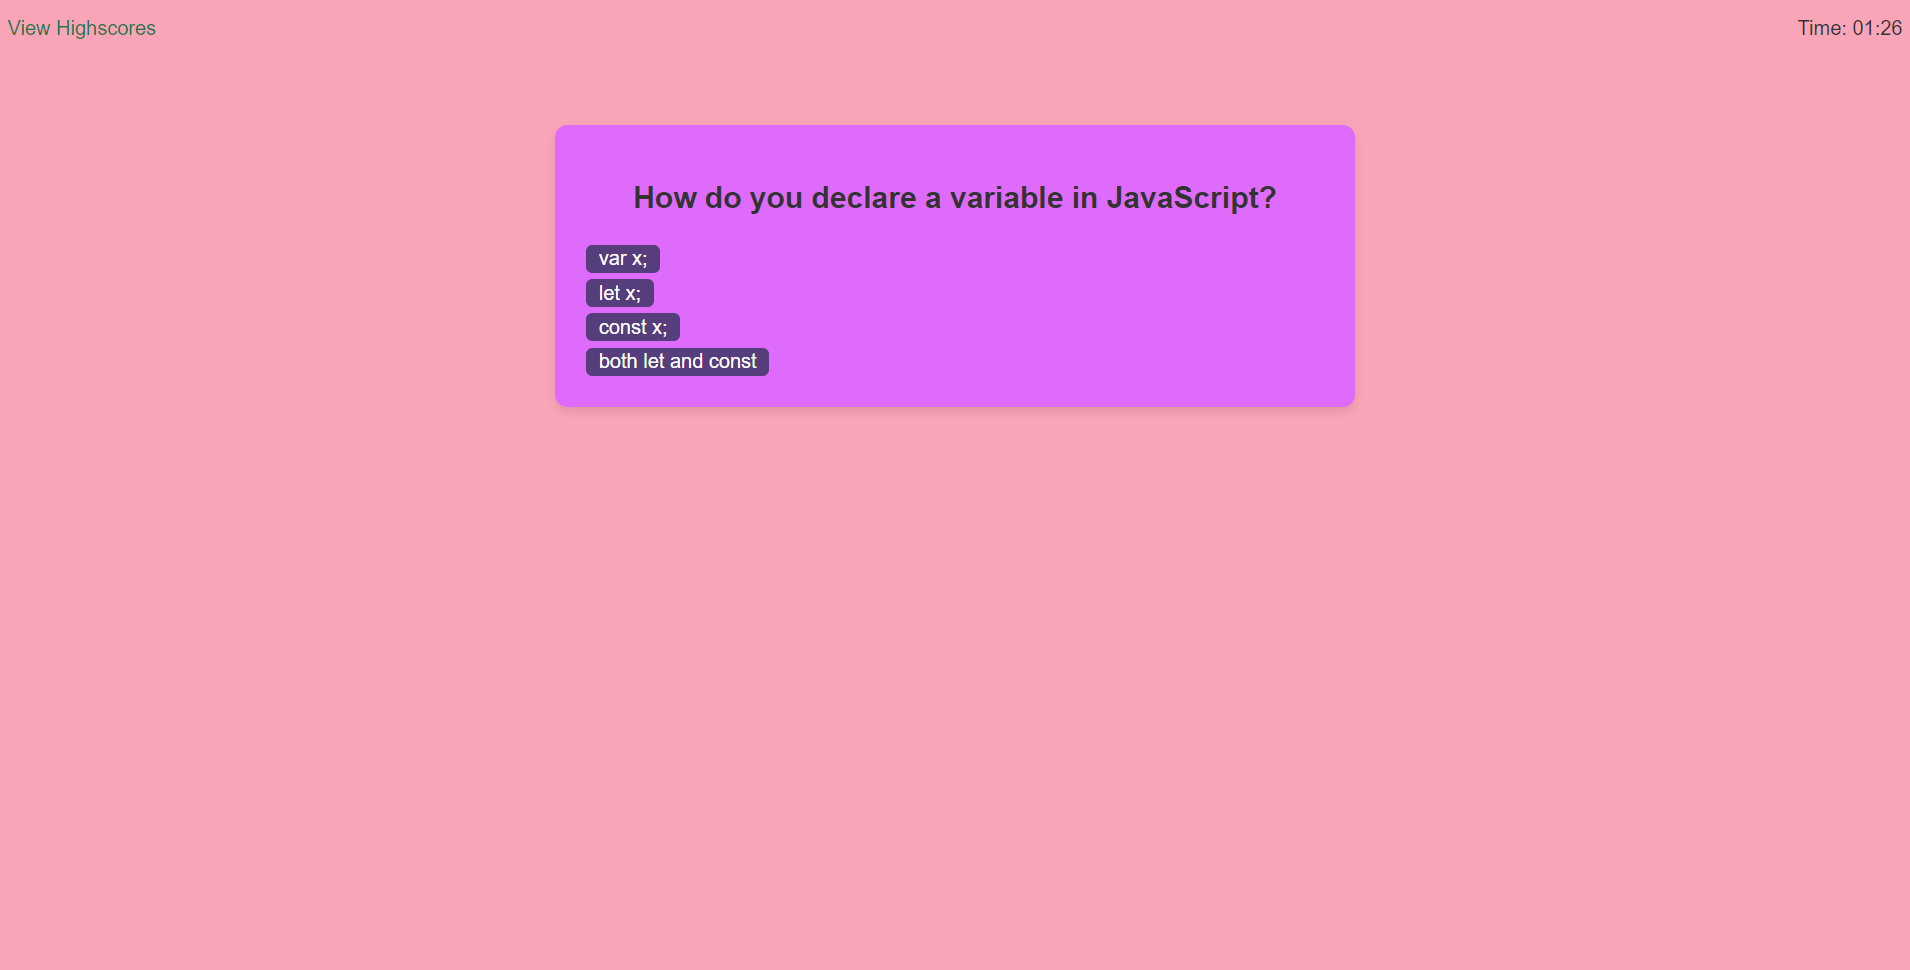 View Highscores
Time: 01:26
How do you declare a variable in JavaScript?
var x;
let x;
const x;
both let and const